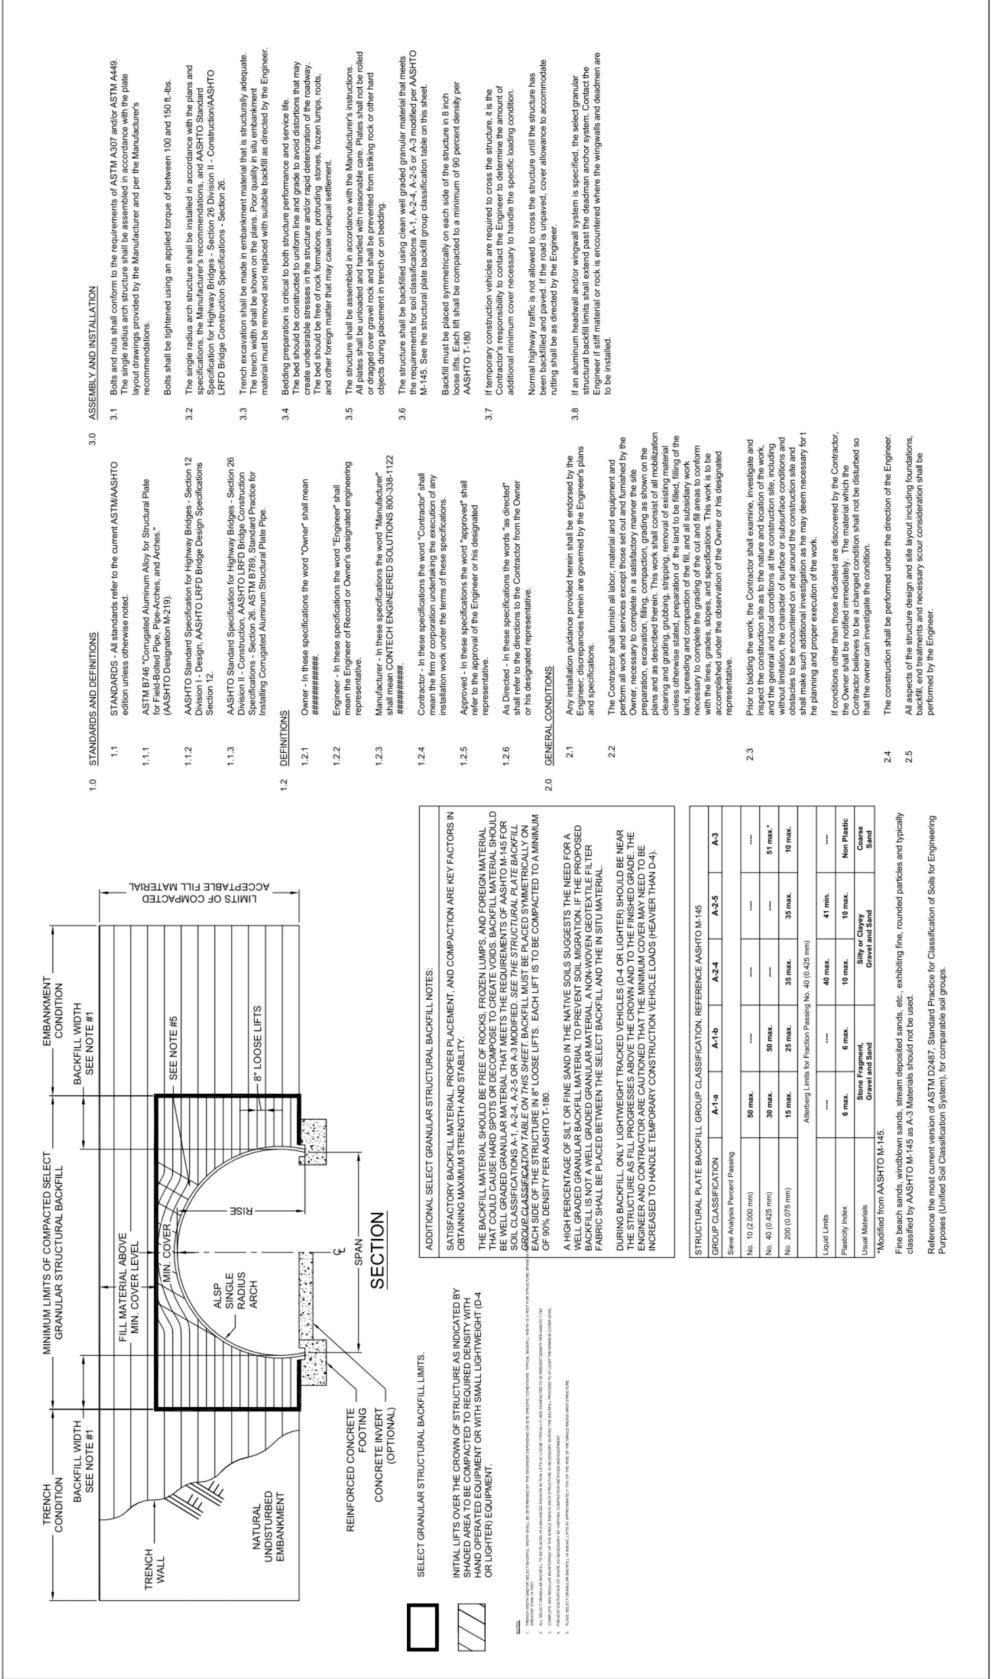 TRENCH
CONDITION
MINIMUM LIMITS OF COMPACTED SELECT
GRANULAR STRUCTURAL BACKFILL
EMBANKMENT
CONDITION
BACKFILL WIDTH
SEE NOTE #1
BACKFILL WIDTH
SEE NOTE #1
FILL MATERIAL ABOVE
MIN. COVER LEVEL
MIN. COVER
LIMITS OF COMPACTED
ACCEPTABLE FILL MATERIAL
TRENCH
WALL
SEE NOTE #5
8" LOOSE LIFTS
ALSP
SINGLE
RADIUS
ARCH
RISE
NATURAL
UNDISTURBED
EMBANKMENT
REINFORCED CONCRETE
FOOTING
CONCRETE INVERT
(OPTIONAL)
SPAN
SECTION
SELECT GRANULAR STRUCTURAL BACKFILL LIMITS.
INITIAL LIFTS OVER THE CROWN OF STRUCTURE AS INDICATED BY
SHADED AREA TO BE COMPACTED TO REQUIRED DENSITY WITH
HAND OPERATED EQUIPMENT OR WITH SMALL LIGHTWEIGHT (D-4
OR LIGHTER) EQUIPMENT.
ADDITIONAL SELECT GRANULAR STRUCTURAL BACKFILL NOTES:
SATISFACTORY BACKFILL MATERIAL, PROPER PLACEMENT, AND COMPACTION ARE KEY FACTORS IN
OBTAINING MAXIMUM STRENGTH AND STABILITY.
THE BACKFILL MATERIAL SHOULD BE FREE OF ROCKS, FROZEN LUMPS, AND FOREIGN MATERIAL
THAT COULD CAUSE HARD SPOTS OR DECOMPOSE TO CREATE VOIDS. BACKFILL MATERIAL SHOULD
BE WELL GRADED GRANULAR MATERIAL THAT MEETS THE REQUIREMENTS OF AASHTO M-145 FOR
SOIL CLASSIFICATIONS A-1, A-2-4, A-2-5 OR A-3 MODIFIED. SEE THE STRUCTURAL PLATE BACKFILL
GROUP CLASSIFICATION TABLE ON THIS SHEET. BACKFILL MUST BE PLACED SYMMETRICALLY ON
EACH SIDE OF THE STRUCTURE IN 8" LOOSE LIFTS. EACH LIFT IS TO BE COMPACTED TO A MINIMUM
OF 90% DENSITY PER AASHTO T-180.
A HIGH PERCENTAGE OF SILT OR FINE SAND IN THE NATIVE SOILS SUGGESTS THE NEED FOR A
WELL GRADED GRANULAR BACKFILL MATERIAL TO PREVENT SOIL MIGRATION. IF THE PROPOSED
BACKFILL IS NOT A WELL GRADED GRANULAR MATERIAL, A NON-WOVEN GEOTEXTILE FILTER
FABRIC SHALL BE PLACED BETWEEN THE SELECT BACKFILL AND THE IN SITU MATERIAL.
DURING BACKFILL, ONLY LIGHTWEIGHT TRACKED VEHICLES (D-4 OR LIGHTER) SHOULD BE NEAR
THE STRUCTURE AS FILL PROGRESSES ABOVE THE CROWN AND TO THE FINISHED GRADE. THE
ENGINEER AND CONTRACTOR ARE CAUTIONED THAT THE MINIMUM COVER MAY NEED TO BE
INCREASED TO HANDLE TEMPORARY CONSTRUCTION VEHICLE LOADS (HEAVIER THAN D-4).
STRUCTURAL PLATE BACKFILL GROUP CLASSIFICATION, REFERENCE AASHTO M-145
GROUP CLASSIFICATION A-1-a A-1-b A-2-4 A-2-5 A-3
Sieve Analysis Percent Passing
No. 10 (2.000 mm) 50 max. ---- ---- ---- ----
No. 40 (0.425 mm) 30 max. 50 max. ---- ---- 51 max.*
No. 200 (0.075 mm) 15 max. 25 max. 35 max. 35 max. 10 max.
Atterberg Limits for Fraction Passing No. 40 (0.425 mm)
Liquid Limits ---- ---- 40 max. 41 min. ----
Plasticity Index 6 max. 6 max. 10 max. 10 max. Non Plastic
Usual Materials Stone Fragment, Gravel and Sand Silty or Clayey Gravel and Sand Coarse Sand
*Modified from AASHTO M-145.
Fine beach sands, windblown sands, stream deposited sands, etc., exhibiting fine, rounded particles and typically
classified by AASHTO M-145 as A-3 Materials should not be used.
Reference the most current version of ASTM D2487, Standard Practice for Classification of Soils for Engineering
Purposes (Unified Soil Classification System), for comparable soil groups.
1.0 STANDARDS AND DEFINITIONS
1.1 STANDARDS - All standards refer to the current ASTM/AASHTO
edition unless otherwise noted.
1.1.1 ASTM B746 "Corrugated Aluminum Alloy for Structural Plate
for Field-Bolted Pipe, Pipe-Arches, and Arches."
(AASHTO Designation M-219).
1.1.2 AASHTO Standard Specification for Highway Bridges - Section 12
Division I - Design, AASHTO LRFD Bridge Design Specifications
Section 12.
1.1.3 AASHTO Standard Specification for Highway Bridges - Section 26
Division II - Construction, AASHTO LRFD Bridge Construction
Specifications - Section 26. ASTM B789, Standard Practice for
Installing Corrugated Aluminum Structural Plate Pipe.
1.2 DEFINITIONS
1.2.1 Owner - In these specifications the word "Owner" shall mean
##########.
1.2.2 Engineer - In these specifications the word "Engineer" shall
mean the Engineer of Record or Owner's designated engineering
representative.
1.2.3 Manufacturer - In these specifications the word "Manufacturer"
shall mean CONTECH ENGINEERED SOLUTIONS 800-338-1122
##########.
1.2.4 Contractor - In these specifications the word "Contractor" shall
mean the firm or corporation undertaking the execution of any
installation work under the terms of these specifications.
1.2.5 Approved - In these specifications the word "approved" shall
refer to the approval of the Engineer or his designated
representative.
1.2.6 As Directed - In these specifications the words "as directed"
shall refer to the directions to the Contractor from the Owner
or his designated representative.
2.0 GENERAL CONDITIONS
2.1 Any installation guidance provided herein shall be endorsed by the
Engineer; discrepancies herein are governed by the Engineer's plans
and specifications.
2.2 The Contractor shall furnish all labor, material and equipment and
perform all work and services except those set out and furnished by the
Owner, necessary to complete in a satisfactory manner the site
preparation, excavation, filling, compaction, grading as shown on the
plans and as described therein. This work shall consist of all mobilization
clearing and grading, grubbing, stripping, removal of existing material
unless otherwise stated, preparation of the land to be filled, filling of the
land, spreading and compaction of the fill, and all subsidiary work
necessary to complete the grading of the cut and fill areas to conform
with the lines, grades, slopes, and specifications. This work is to be
accomplished under the observation of the Owner or his designated
representative.
2.3 Prior to bidding the work, the Contractor shall examine, investigate and
inspect the construction site as to the nature and location of the work,
and the general and local conditions at the construction site, including
without limitation, the character of surface or subsurface conditions and
obstacles to be encountered on and around the construction site and
shall make such additional investigation as he may deem necessary for t
he planning and proper execution of the work.
If conditions other than those indicated are discovered by the Contractor,
the Owner shall be notified immediately. The material which the
Contractor believes to be a changed condition shall not be disturbed so
that the owner can investigate the condition.
2.4 The construction shall be performed under the direction of the Engineer.
2.5 All aspects of the structure design and site layout including foundations,
backfill, end treatments and necessary scour consideration shall be
performed by the Engineer.
3.0 ASSEMBLY AND INSTALLATION
3.1 Bolts and nuts shall conform to the requirements of ASTM A307 and/or ASTM A449.
The single radius arch structure shall be assembled in accordance with the plate
layout drawings provided by the Manufacturer and per the Manufacturer's
recommendations.
Bolts shall be tightened using an applied torque of between 100 and 150 ft.-lbs.
3.2 The single radius arch structure shall be installed in accordance with the plans and
specifications, the Manufacturer's recommendations, and AASHTO Standard
Specification for Highway Bridges - Section 26 Division II - Construction/AASHTO
LRFD Bridge Construction Specifications - Section 26.
3.3 Trench excavation shall be made in embankment material that is structurally adequate.
The trench width shall be shown on the plans. Poor quality in situ embankment
material must be removed and replaced with suitable backfill as directed by the Engineer.
3.4 Bedding preparation is critical to both structure performance and service life.
The bed should be constructed to uniform line and grade to avoid distortions that may
create undesirable stresses in the structure and/or rapid deterioration of the roadway.
The bed should be free of rock formations, protruding stones, frozen lumps, roots,
and other foreign matter that may cause unequal settlement.
3.5 The structure shall be assembled in accordance with the Manufacturer's instructions.
All plates shall be unloaded and handled with reasonable care. Plates shall not be rolled
or dragged over gravel rock and shall be prevented from striking rock or other hard
objects during placement in trench or on bedding.
3.6 The structure shall be backfilled using clean well graded granular material that meets
the requirements for soil classifications A-1, A-2-4, A-2-5 or A-3 modified per AASHTO
M-145. See the structural plate backfill group classification table on this sheet.
Backfill must be placed symmetrically on each side of the structure in 8 inch
loose lifts. Each lift shall be compacted to a minimum of 90 percent density per
AASHTO T-180
3.7 If temporary construction vehicles are required to cross the structure, it is the
Contractor's responsibility to contact the Engineer to determine the amount of
additional minimum cover necessary to handle the specific loading condition.
Normal highway traffic is not allowed to cross the structure until the structure has
been backfilled and paved. If the road is unpaved, cover allowance to accommodate
rutting shall be as directed by the Engineer.
3.8 If an aluminum headwall and/or wingwall system is specified, the select granular
structural backfill limits shall extend past the deadman anchor system. Contact the
Engineer if stiff material or rock is encountered where the wingwalls and deadmen are
to be installed.